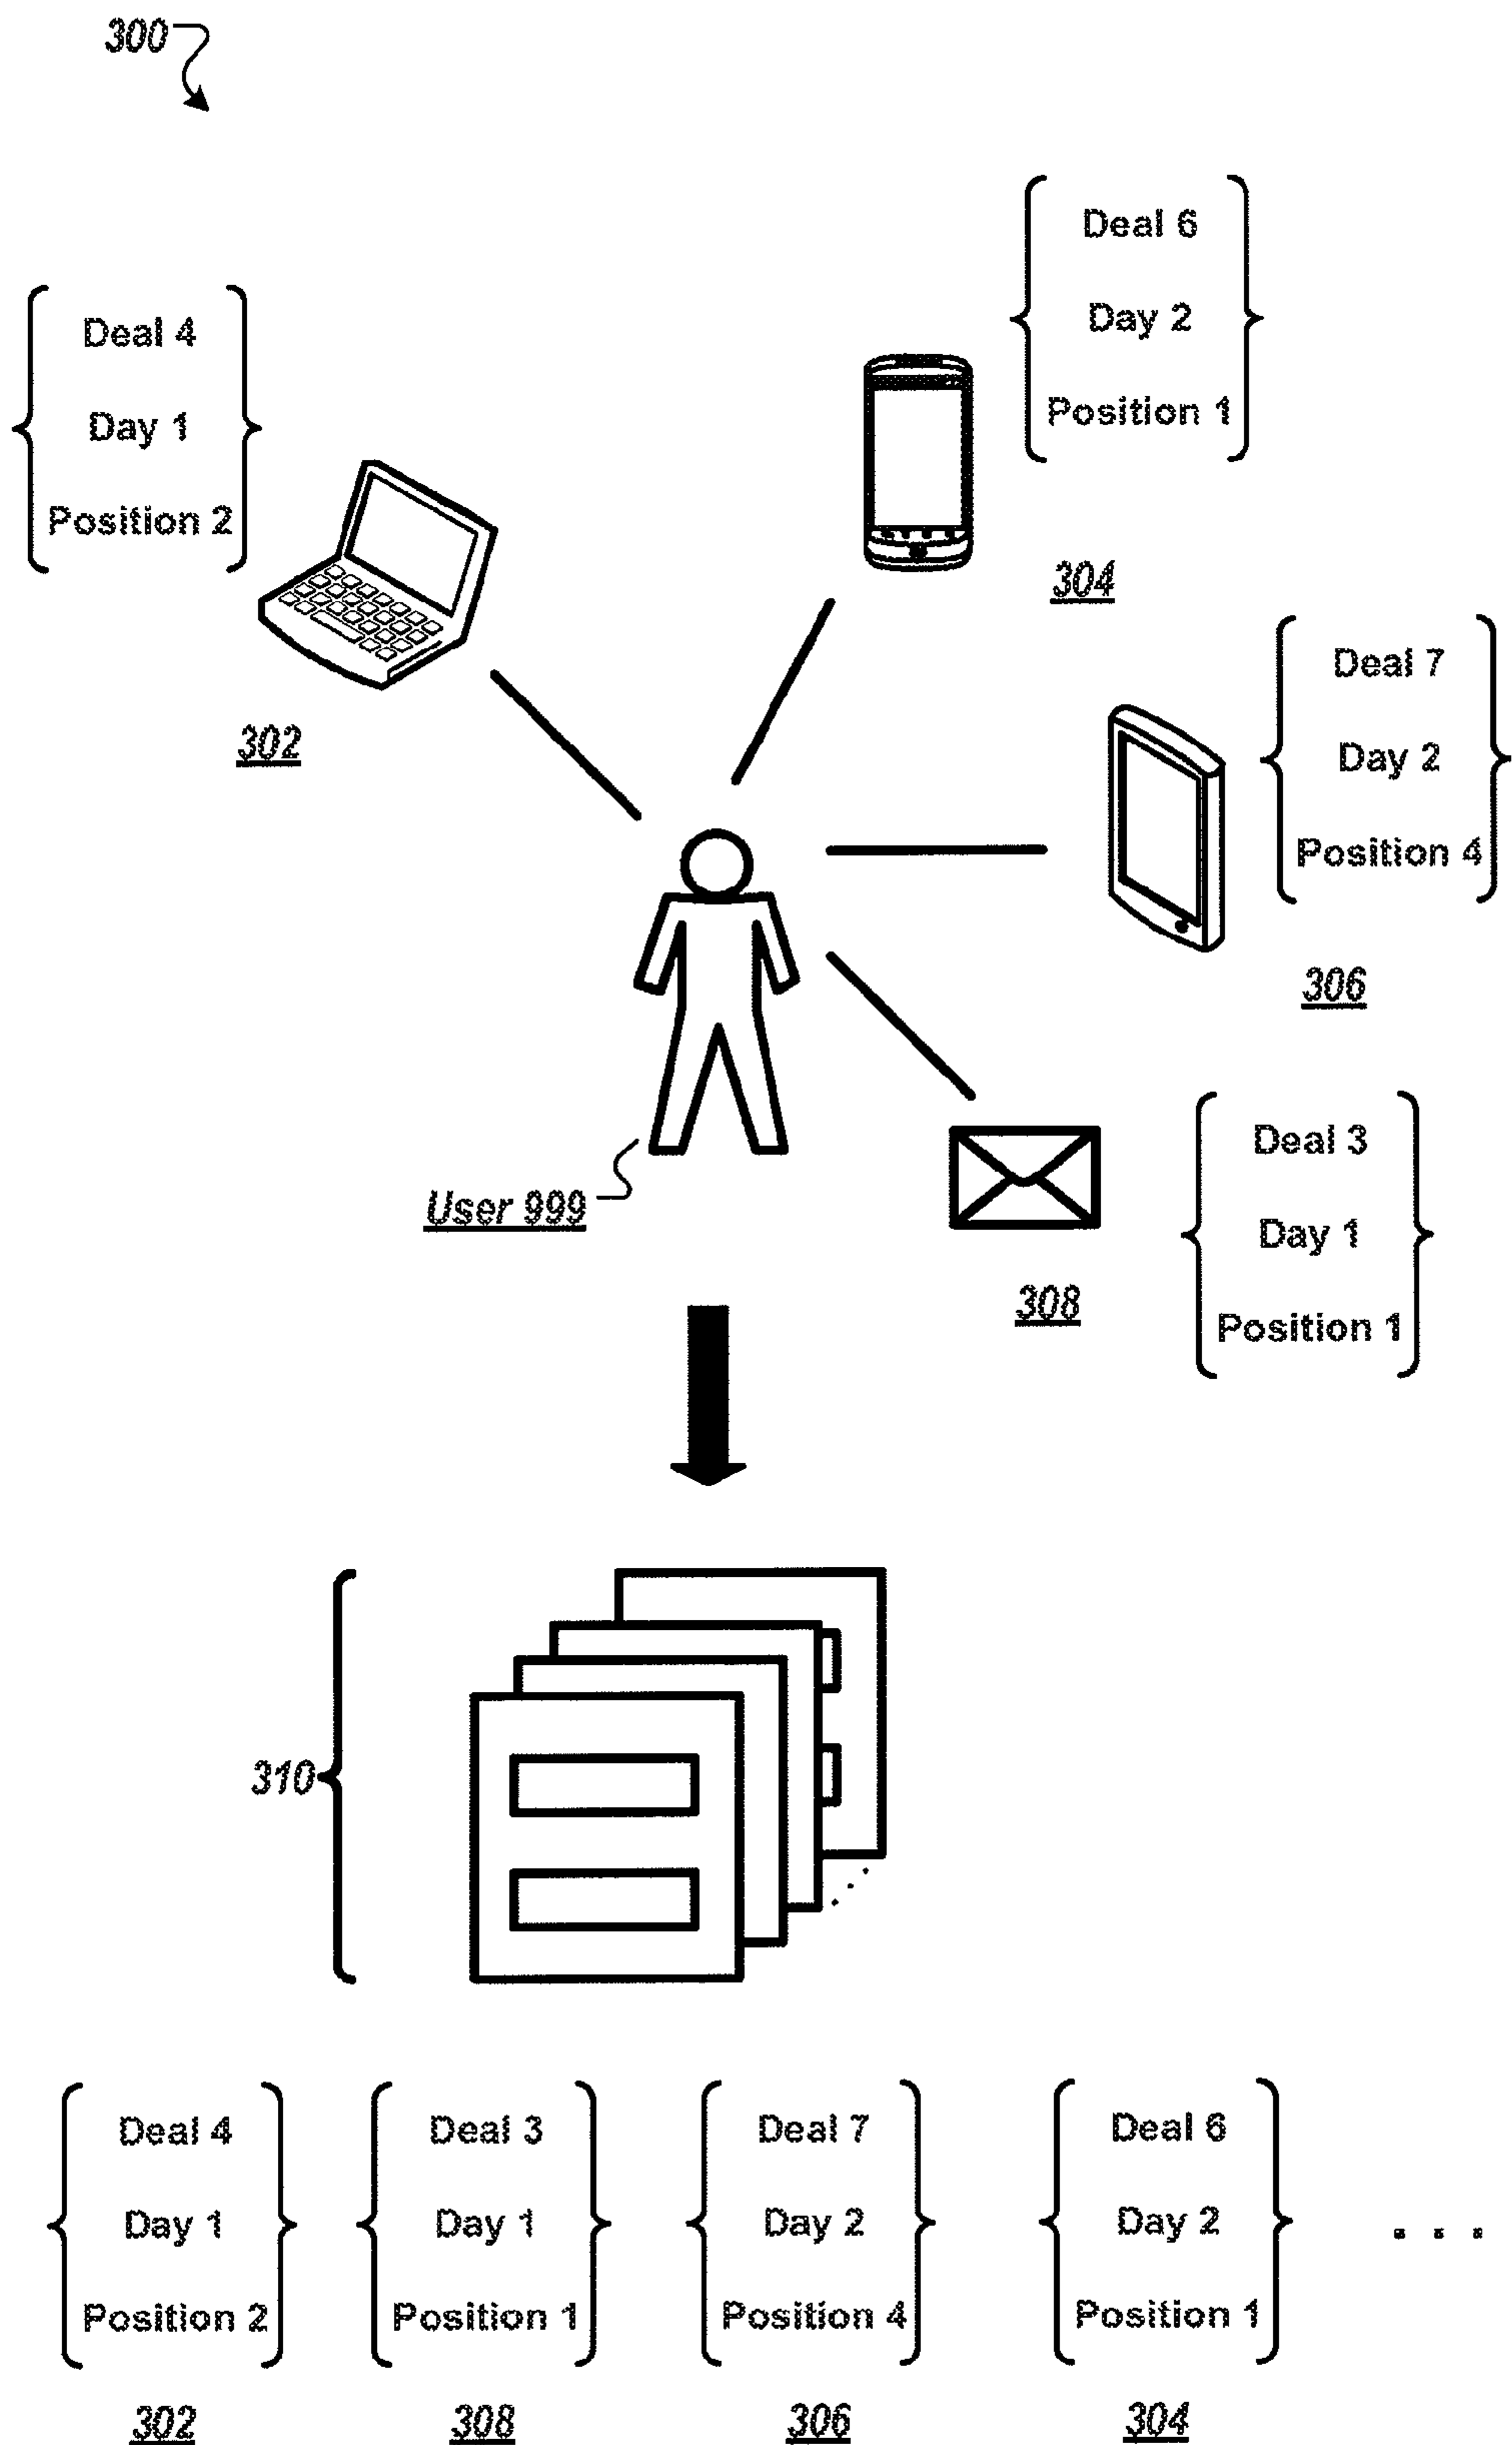 300
Deal 6
Day 2
Position 1
304
Deal 4
Day 1
Position 2
302
Deal 7
Day 2
Position 4
306
Deal 3
Day 1
Position 1
308
User 999
310
Deal 4
Day 1
Position 2
302
Deal 3
Day 1
Position 1
308
Deal 7
Day 2
Position 4
306
Deal 6
Day 2
Position 1
304
. . .